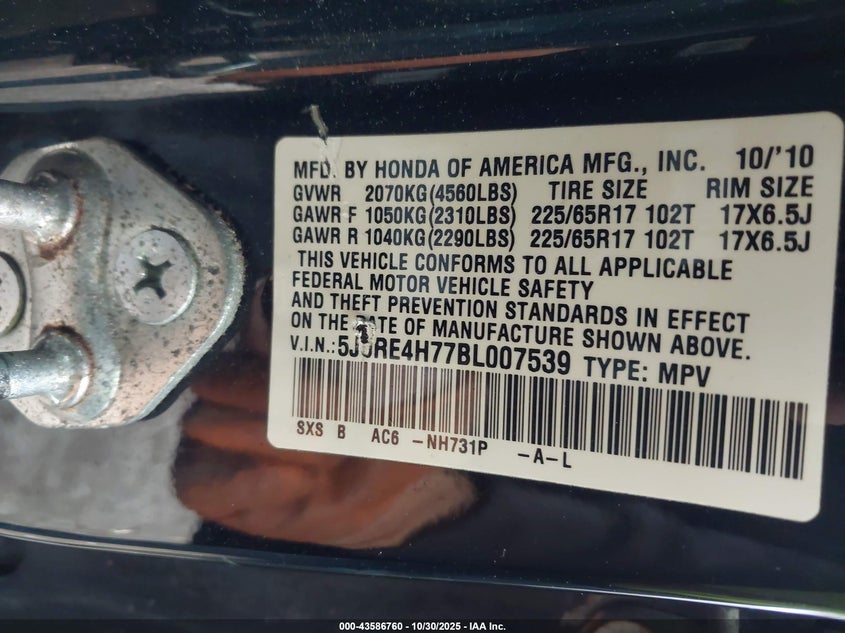 MFD. BY HONDA OF AMERICA MFG., INC. 10/'10
GVWR 2070KG(4560LBS) TIRE SIZE RIM SIZE
GAWR F 1050KG(2310LBS) 225/65R17 102T 17X6.5J
GAWR R 1040KG(2290LBS) 225/65R17 102T 17X6.5J
THIS VEHICLE CONFORMS TO ALL APPLICABLE
FEDERAL MOTOR VEHICLE SAFETY
AND THEFT PREVENTION STANDARDS IN EFFECT
ON THE DATE OF MANUFACTURE SHOWN ABOVE.
V.I.N.: 5J6RE4H77BL007539 TYPE: MPV
SXS B AC6 -NH731P -A-L
000-43586760 - 10/30/2025 - IAA Inc.